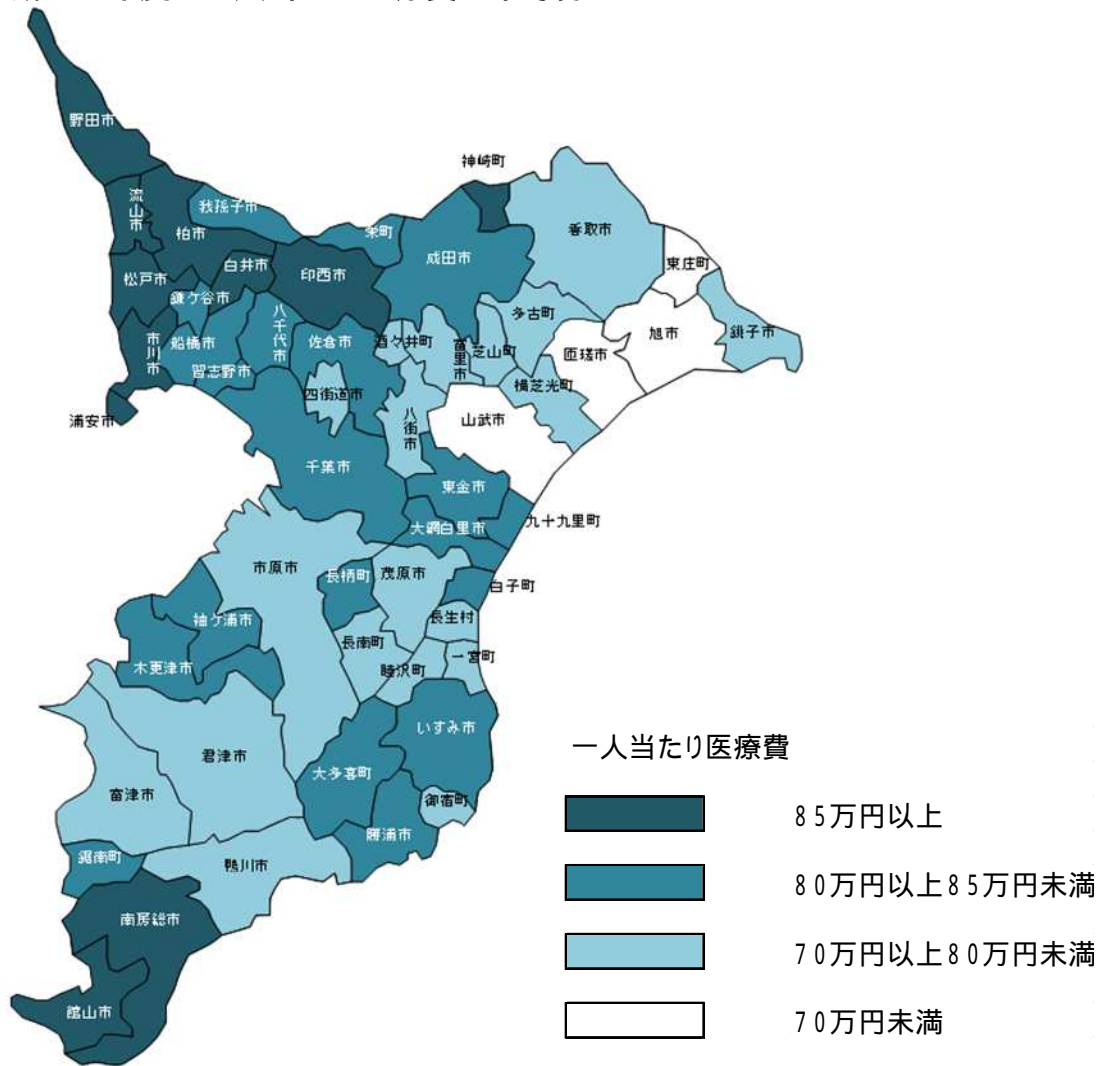 野田市
神崎町
流山市
我孫子市
柏市
栄町
成田市
香取市
東庄町
松戸市
白井市
印西市
鎌ケ谷市
八千代市
多古町
旭市
銚子市
市川市
船橋市
佐倉市
酒々井町
富里市
芝山町
匝瑳市
習志野市
四街道市
横芝光町
浦安市
八街市
山武市
千葉市
東金市
大網白里市
九十九里町
市原市
長柄町
茂原市
白子町
袖ケ浦市
長生村
長南町
木更津市
睦沢町
一宮町
いすみ市
君津市
大多喜町
富津市
御宿町
勝浦市
鋸南町
鴨川市
南房総市
館山市
一人当たり医療費
85万円以上
80万円以上85万円未満
70万円以上80万円未満
70万円未満